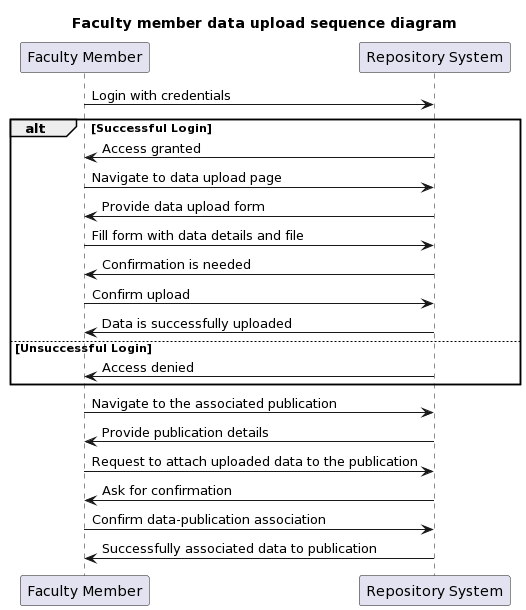 Faculty member data upload sequence diagram
Faculty Member Repository System
Login with credentials
alt [Successful Login]
Access granted
Navigate to data upload page
Provide data upload form
Fill form with data details and file
Confirmation is needed
Confirm upload
Data is successfully uploaded
[Unsuccessful Login]
Access denied
Navigate to the associated publication
Provide publication details
Request to attach uploaded data to the publication
Ask for confirmation
Confirm data-publication association
Successfully associated data to publication
Faculty Member Repository System